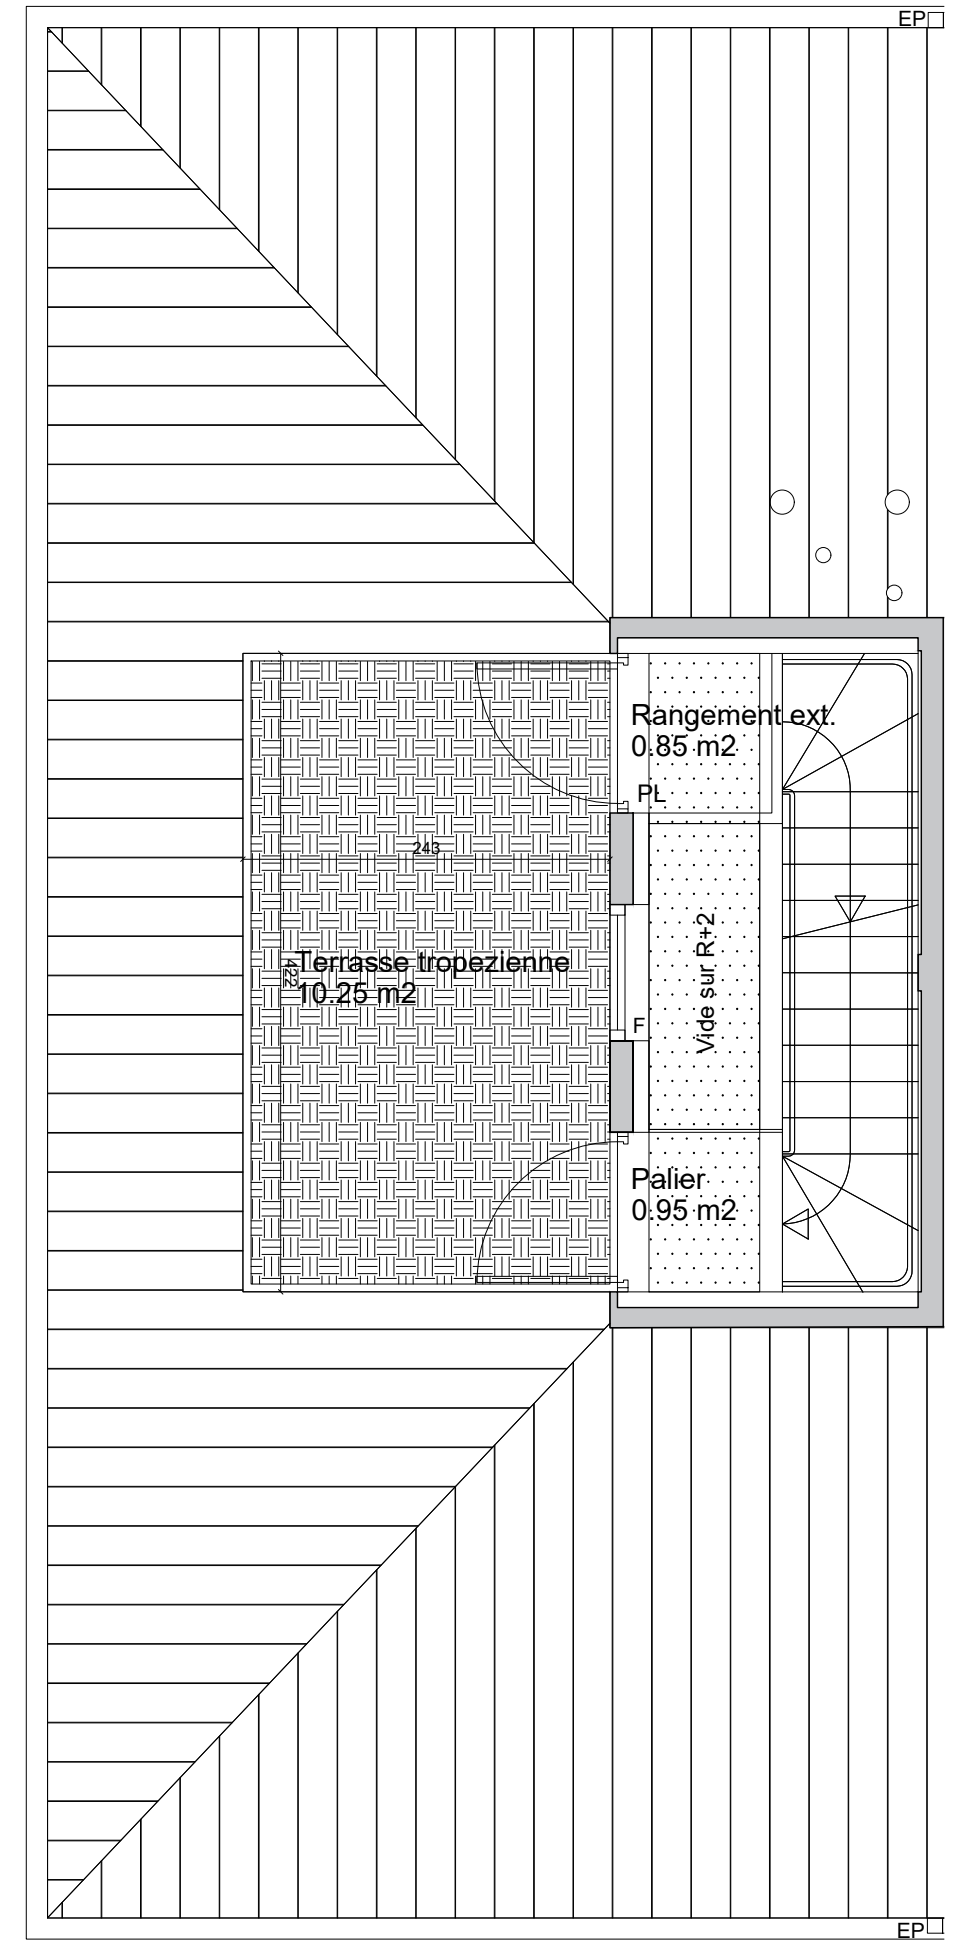 EP
Rangement ext.
0.85 m2
PL
243
Terrasse tropezienne
10.25 m2
422
Vide sur R+2
F
Palier
0.95 m2
EP